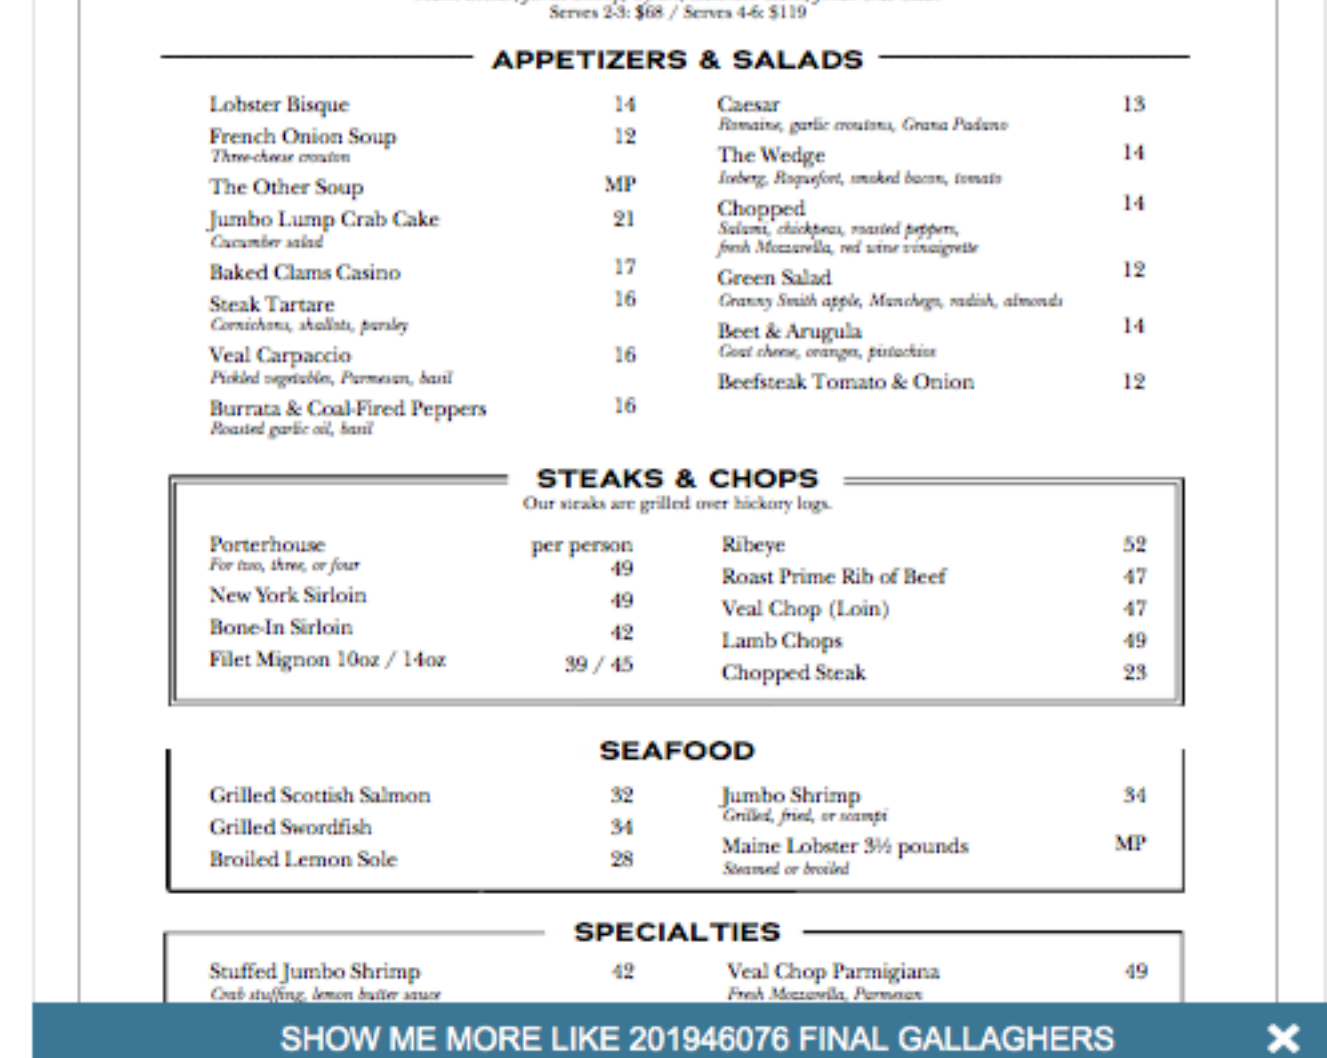 Serves 2-3: $68 / Serves 4-6: $119
APPETIZERS & SALADS
Lobster Bisque 14
French Onion Soup 12
Three-cheese crouton
The Other Soup MP
Jumbo Lump Crab Cake 21
Cucumber salad
Baked Clams Casino 17
Steak Tartare 16
Cornichons, shallots, parsley
Veal Carpaccio 16
Pickled vegetables, Parmesan, basil
Burrata & Coal-Fired Peppers 16
Roasted garlic oil, basil
Caesar 13
Romaine, garlic croutons, Grana Padano
The Wedge 14
Iceberg, Roquefort, smoked bacon, tomato
Chopped 14
Salami, chickpeas, roasted peppers,
fresh Mozzarella, red wine vinaigrette
Green Salad 12
Granny Smith apple, Manchego, radish, almonds
Beet & Arugula 14
Goat cheese, oranges, pistachios
Beefsteak Tomato & Onion 12
STEAKS & CHOPS
Our steaks are grilled over hickory logs.
Porterhouse per person
For two, three, or four 49
New York Sirloin 49
Bone-In Sirloin 42
Filet Mignon 10oz / 14oz 39 / 45
Ribeye 52
Roast Prime Rib of Beef 47
Veal Chop (Loin) 47
Lamb Chops 49
Chopped Steak 23
SEAFOOD
Grilled Scottish Salmon 32
Grilled Swordfish 34
Broiled Lemon Sole 28
Jumbo Shrimp 34
Grilled, fried, or scampi
Maine Lobster 3½ pounds MP
Steamed or broiled
SPECIALTIES
Stuffed Jumbo Shrimp 42
Crab stuffing, lemon butter sauce
Veal Chop Parmigiana 49
Fresh Mozzarella, Parmesan
SHOW ME MORE LIKE 201946076 FINAL GALLAGHERS